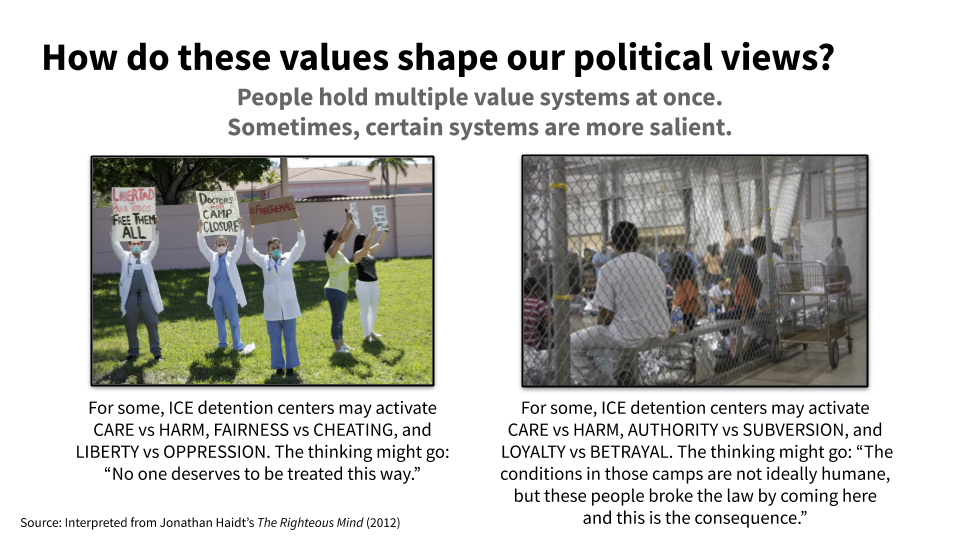 How do these values shape our political views?
People hold multiple value systems at once.
Sometimes, certain systems are more salient.
LIBERTAD
PARA TODOS
FREE THEM
ALL
DOCTORS
FOR
CAMP
CLOSURE
#FREETHEMALL
For some, ICE detention centers may activate
CARE vs HARM, FAIRNESS vs CHEATING, and
LIBERTY vs OPPRESSION. The thinking might go:
“No one deserves to be treated this way.”
For some, ICE detention centers may activate
CARE vs HARM, AUTHORITY vs SUBVERSION, and
LOYALTY vs BETRAYAL. The thinking might go: “The
conditions in those camps are not ideally humane,
but these people broke the law by coming here
and this is the consequence.”
Source: Interpreted from Jonathan Haidt’s The Righteous Mind (2012)